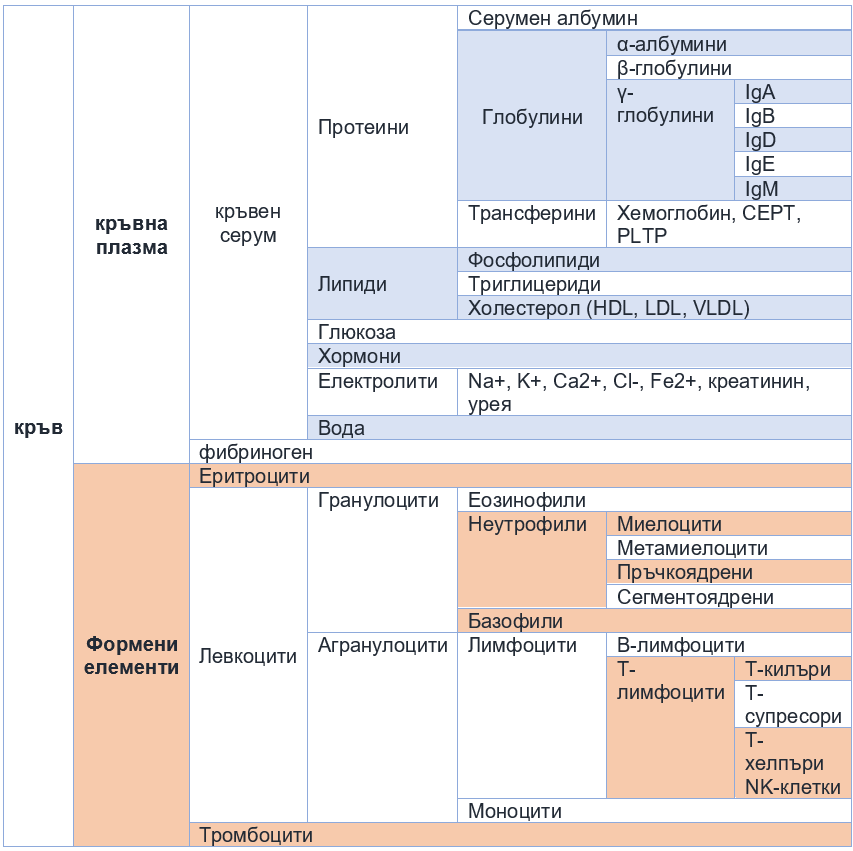 Серумен албумин
α-албумини
β-глобулини
γ-
глобулини
IgA
IgB
IgD
IgE
IgM
Глобулини
Протеини
Трансферини
Хемоглобин, CEPT,
PLTP
кръвен
серум
кръвна
плазма
Липиди
Фосфолипиди
Триглицериди
Холестерол (HDL, LDL, VLDL)
Глюкоза
Хормони
Електролити
Na+, K+, Ca2+, Cl-, Fe2+, креатинин,
урея
Вода
кръв
фибриноген
Еритроцити
Гранулоцити
Еозинофили
Неутрофили
Миелоцити
Метамиелоцити
Пръчкоядрени
Сегментоядрени
Базофили
Формени
елементи
Левкоцити
Агранулоцити
Лимфоцити
B-лимфоцити
Т-
лимфоцити
Т-килъри
Т-
супресори
Т-
хелпъри
NK-клетки
Моноцити
Тромбоцити